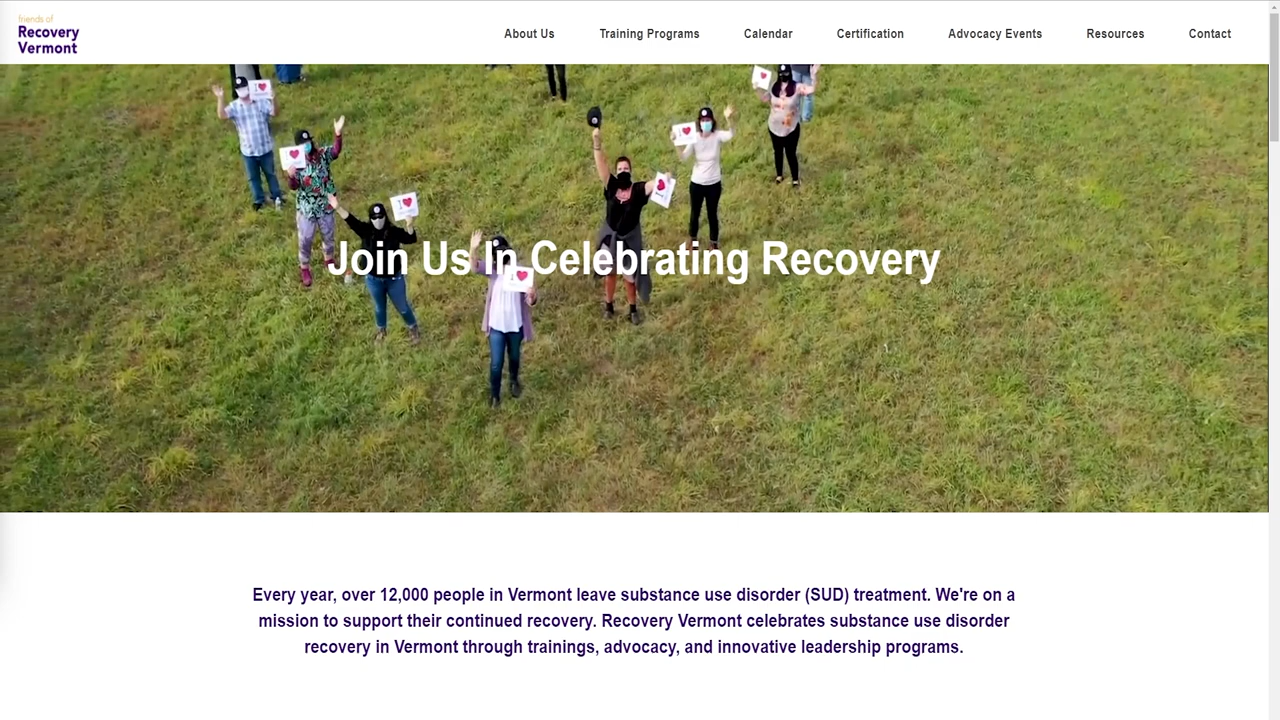 friends of
Recovery
Vermont
About Us
Training Programs
Calendar
Certification
Advocacy Events
Resources
Contact
Join Us In Celebrating Recovery
Every year, over 12,000 people in Vermont leave substance use disorder (SUD) treatment. We're on a
mission to support their continued recovery. Recovery Vermont celebrates substance use disorder
recovery in Vermont through trainings, advocacy, and innovative leadership programs.